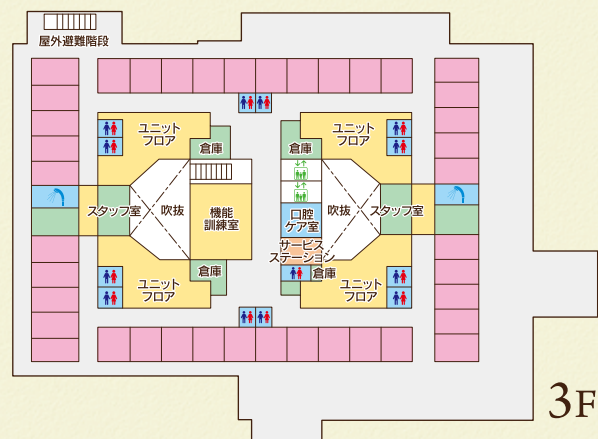 屋外避難階段
ユニット
フロア
ユニット
フロア
倉庫
倉庫
スタッフ室
吹抜
機能
訓練室
口腔
ケア室
吹抜
スタッフ室
サービス
ステーション
倉庫
倉庫
ユニット
フロア
ユニット
フロア
3F